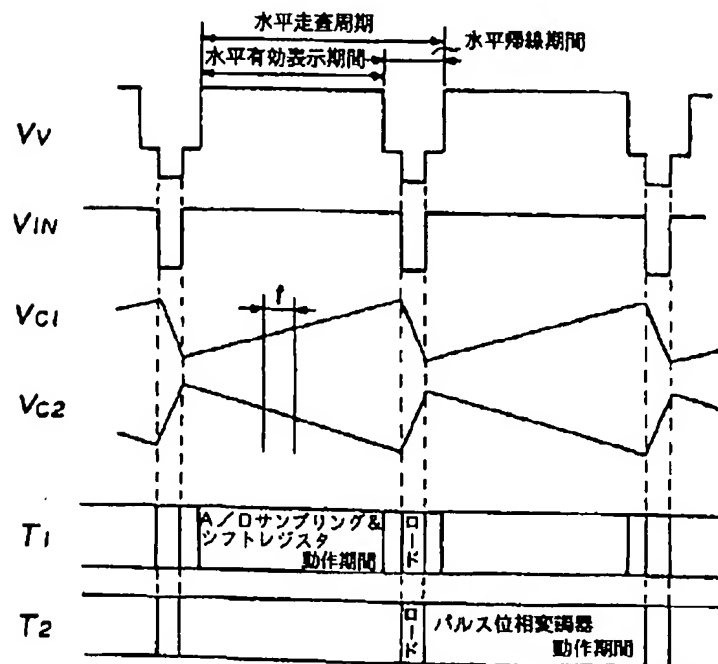 水平走査周期
水平有効表示期間
水平帰線期間
VV
VIN
VC1
t
VC2
T1
A/Dサンプリング&
シフトレジスタ
動作期間
ロード
T2
ロード
パルス位相変調器
動作期間